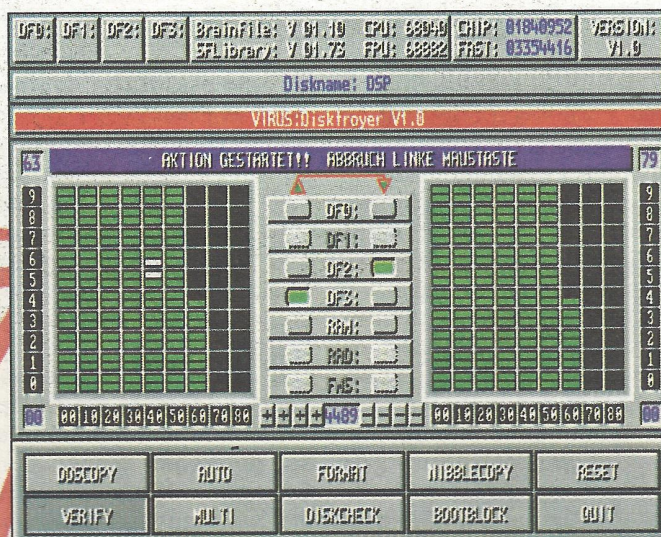 DF0: DF1: DF2: DF3: Brainfile: V 01.10 CPU: 68040 CHIP: 01840952 VERSION:
SFLibrary: V 01.73 FPU: 68882 FAST: 03354416 V1.0
Diskname: DSP
VIRUS:Disktroyer V1.0
63 AKTION GESTARTET!! ABBRUCH LINKE MAUSTASTE 79
9 DF0: 9
8 DF1: 8
7 7
6 DF2: 6
5 5
4 DF3: 4
3 RAW: 3
2 2
1 RAD: 1
0 FMS: 0
00 00 10 20 30 40 50 60 70 80 + + + + 4489 - - - - 00 10 20 30 40 50 60 70 80 00
DOSCOPY AUTO FORMAT NIBBLECOPY RESET
VERIFY MULTI DISKCHECK BOOTBLOCK QUIT